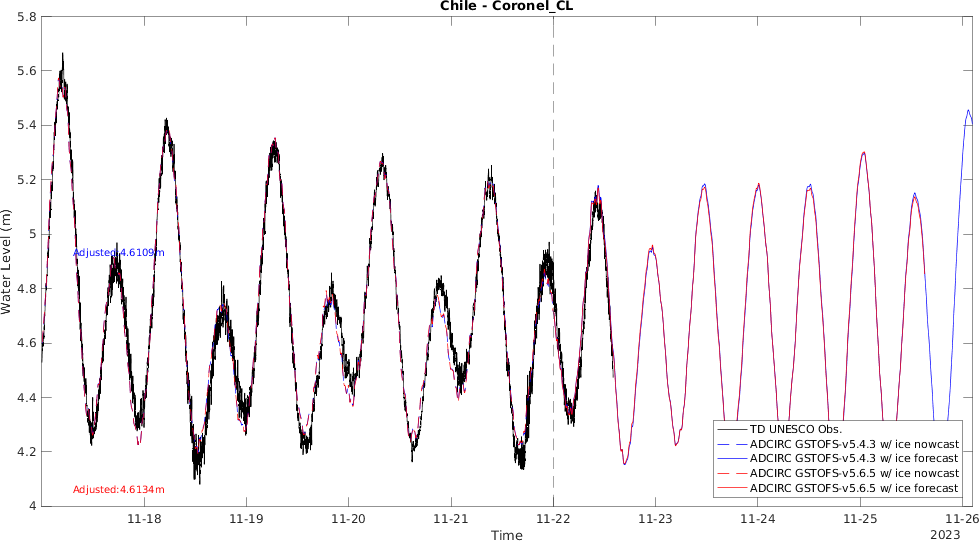 Chile - Coronel_CL
Water Level (m)
5.8
5.6
5.4
5.2
5
4.8
4.6
4.4
4.2
4
Adjusted:4.6109m
Adjusted:4.6134m
TD UNESCO Obs.
ADCIRC GSTOFS-v5.4.3 w/ ice nowcast
ADCIRC GSTOFS-v5.4.3 w/ ice forecast
ADCIRC GSTOFS-v5.6.5 w/ ice nowcast
ADCIRC GSTOFS-v5.6.5 w/ ice forecast
11-18 11-19 11-20 11-21 11-22 11-23 11-24 11-25 11-26
Time
2023